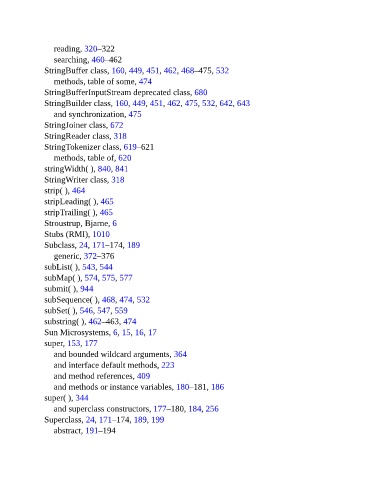 reading, 320–322
searching, 460–462
StringBuffer class, 160, 449, 451, 462, 468–475, 532
methods, table of some, 474
StringBufferInputStream deprecated class, 680
StringBuilder class, 160, 449, 451, 462, 475, 532, 642, 643
and synchronization, 475
StringJoiner class, 672
StringReader class, 318
StringTokenizer class, 619–621
methods, table of, 620
stringWidth( ), 840, 841
StringWriter class, 318
strip( ), 464
stripLeading( ), 465
stripTrailing( ), 465
Stroustrup, Bjarne, 6
Stubs (RMI), 1010
Subclass, 24, 171–174, 189
generic, 372–376
subList( ), 543, 544
subMap( ), 574, 575, 577
submit( ), 944
subSequence( ), 468, 474, 532
subSet( ), 546, 547, 559
substring( ), 462–463, 474
Sun Microsystems, 6, 15, 16, 17
super, 153, 177
and bounded wildcard arguments, 364
and interface default methods, 223
and method references, 409
and methods or instance variables, 180–181, 186
super( ), 344
and superclass constructors, 177–180, 184, 256
Superclass, 24, 171–174, 189, 199
abstract, 191–194